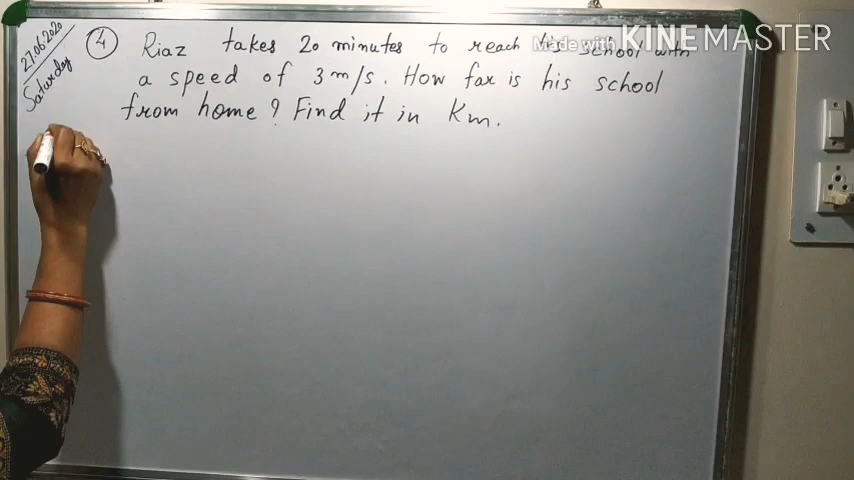 27.06.2020
Saturday
4 Riaz takes 20 minutes to reach his school with
a speed of 3 m/s. How far is his school
from home? Find it in Km.
Made with KINEMASTER